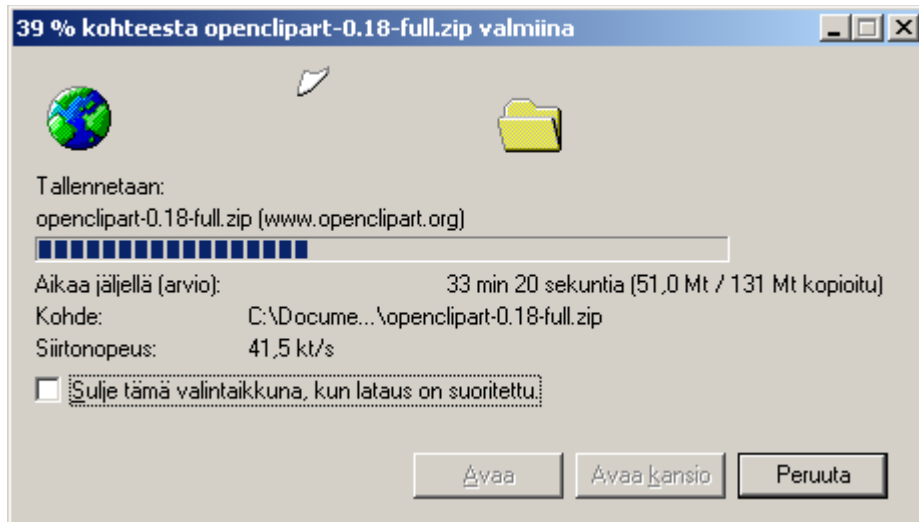 39 % kohteesta openclipart-0.18-full.zip valmiina
Tallennetaan:
openclipart-0.18-full.zip (www.openclipart.org)
Aikaa jäljellä (arvio): 33 min 20 sekuntia (51,0 Mt / 131 Mt kopioitu)
Kohde: C:\Docume...\openclipart-0.18-full.zip
Siirtonopeus: 41,5 kt/s
Sulje tämä valintaikkuna, kun lataus on suoritettu.
Avaa Avaa kansio Peruuta